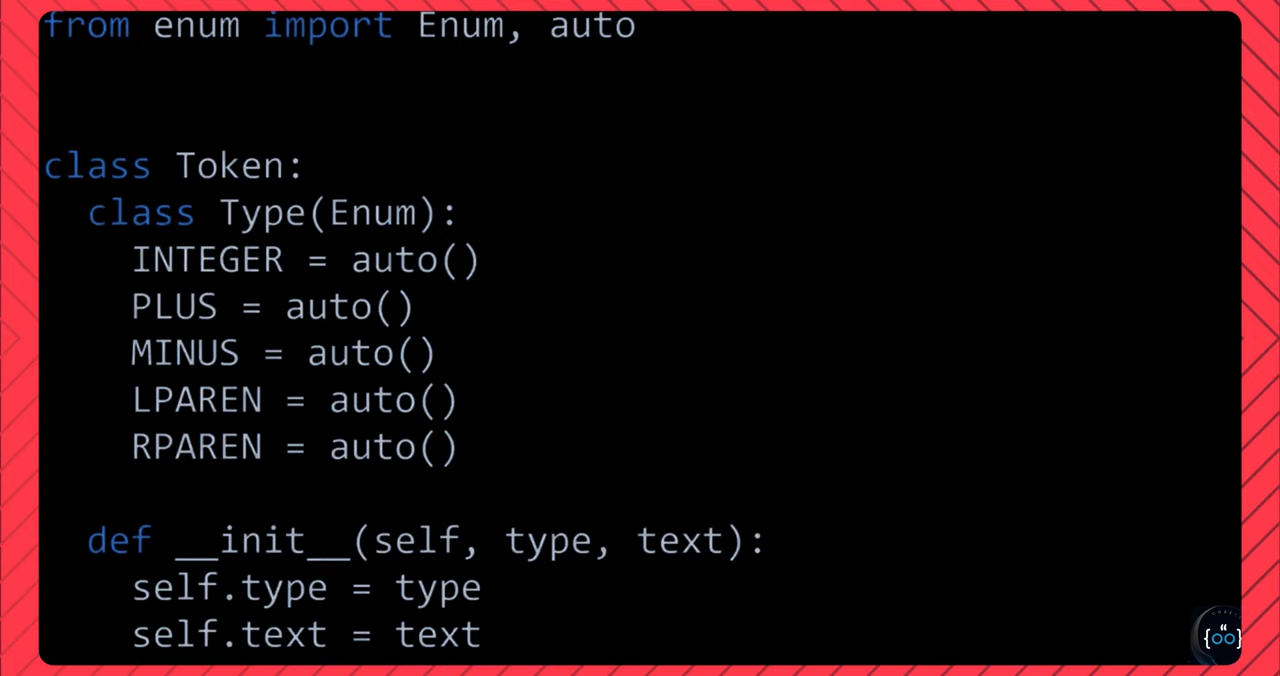 from enum import Enum, auto
class Token:
class Type(Enum):
INTEGER = auto()
PLUS = auto()
MINUS = auto()
LPAREN = auto()
RPAREN = auto()
def __init__(self, type, text):
self.type = type
self.text = text